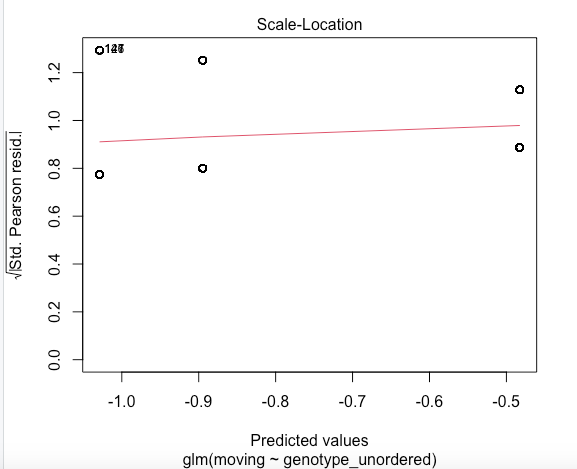 Scale-Location
√|Std. Pearson resid.|
0.0 0.2 0.4 0.6 0.8 1.0 1.2
-1.0 -0.9 -0.8 -0.7 -0.6 -0.5
Predicted values
glm(moving ~ genotype_unordered)